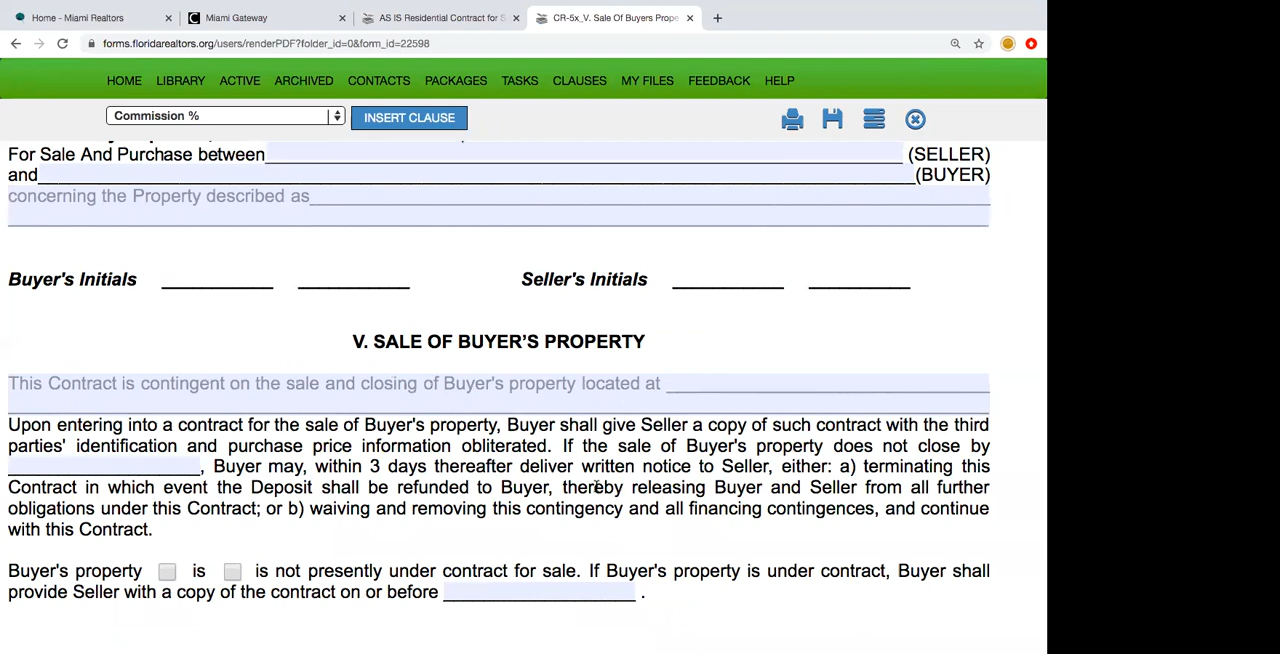 Home - Miami Realtors
Miami Gateway
AS IS Residential Contract for S
CR-5x_V. Sale Of Buyers Prope
forms.floridarealtors.org/users/renderPDF?folder_id=0&form_id=22598
HOME LIBRARY ACTIVE ARCHIVED CONTACTS PACKAGES TASKS CLAUSES MY FILES FEEDBACK HELP
Commission % INSERT CLAUSE
For Sale And Purchase between (SELLER)
and (BUYER)
concerning the Property described as
Buyer's Initials Seller's Initials
V. SALE OF BUYER’S PROPERTY
This Contract is contingent on the sale and closing of Buyer's property located at
Upon entering into a contract for the sale of Buyer's property, Buyer shall give Seller a copy of such contract with the third
parties' identification and purchase price information obliterated. If the sale of Buyer's property does not close by
, Buyer may, within 3 days thereafter deliver written notice to Seller, either: a) terminating this
Contract in which event the Deposit shall be refunded to Buyer, thereby releasing Buyer and Seller from all further
obligations under this Contract; or b) waiving and removing this contingency and all financing contingences, and continue
with this Contract.
Buyer's property is is not presently under contract for sale. If Buyer's property is under contract, Buyer shall
provide Seller with a copy of the contract on or before .